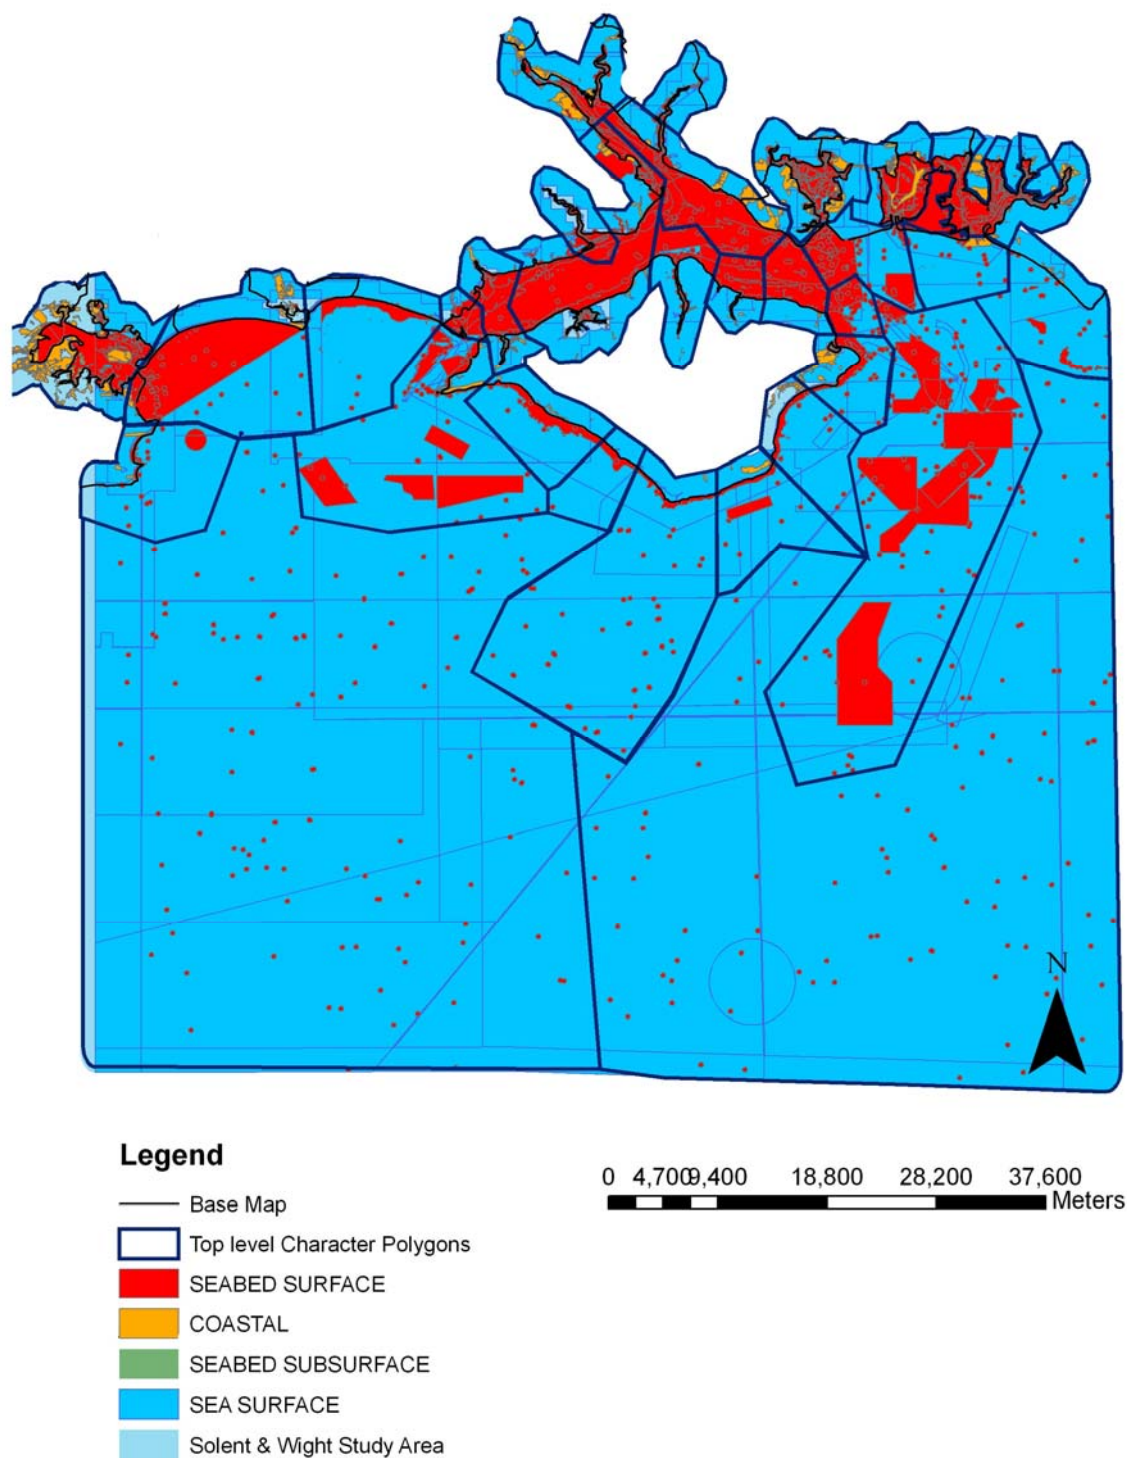 N
Legend
Base Map
Top level Character Polygons
SEABED SURFACE
COASTAL
SEABED SUBSURFACE
SEA SURFACE
Solent & Wight Study Area
0 4,700 9,400 18,800 28,200 37,600
Meters